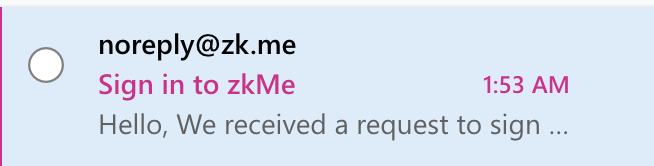 noreply@zk.me
Sign in to zkMe 1:53 AM
Hello, We received a request to sign ...